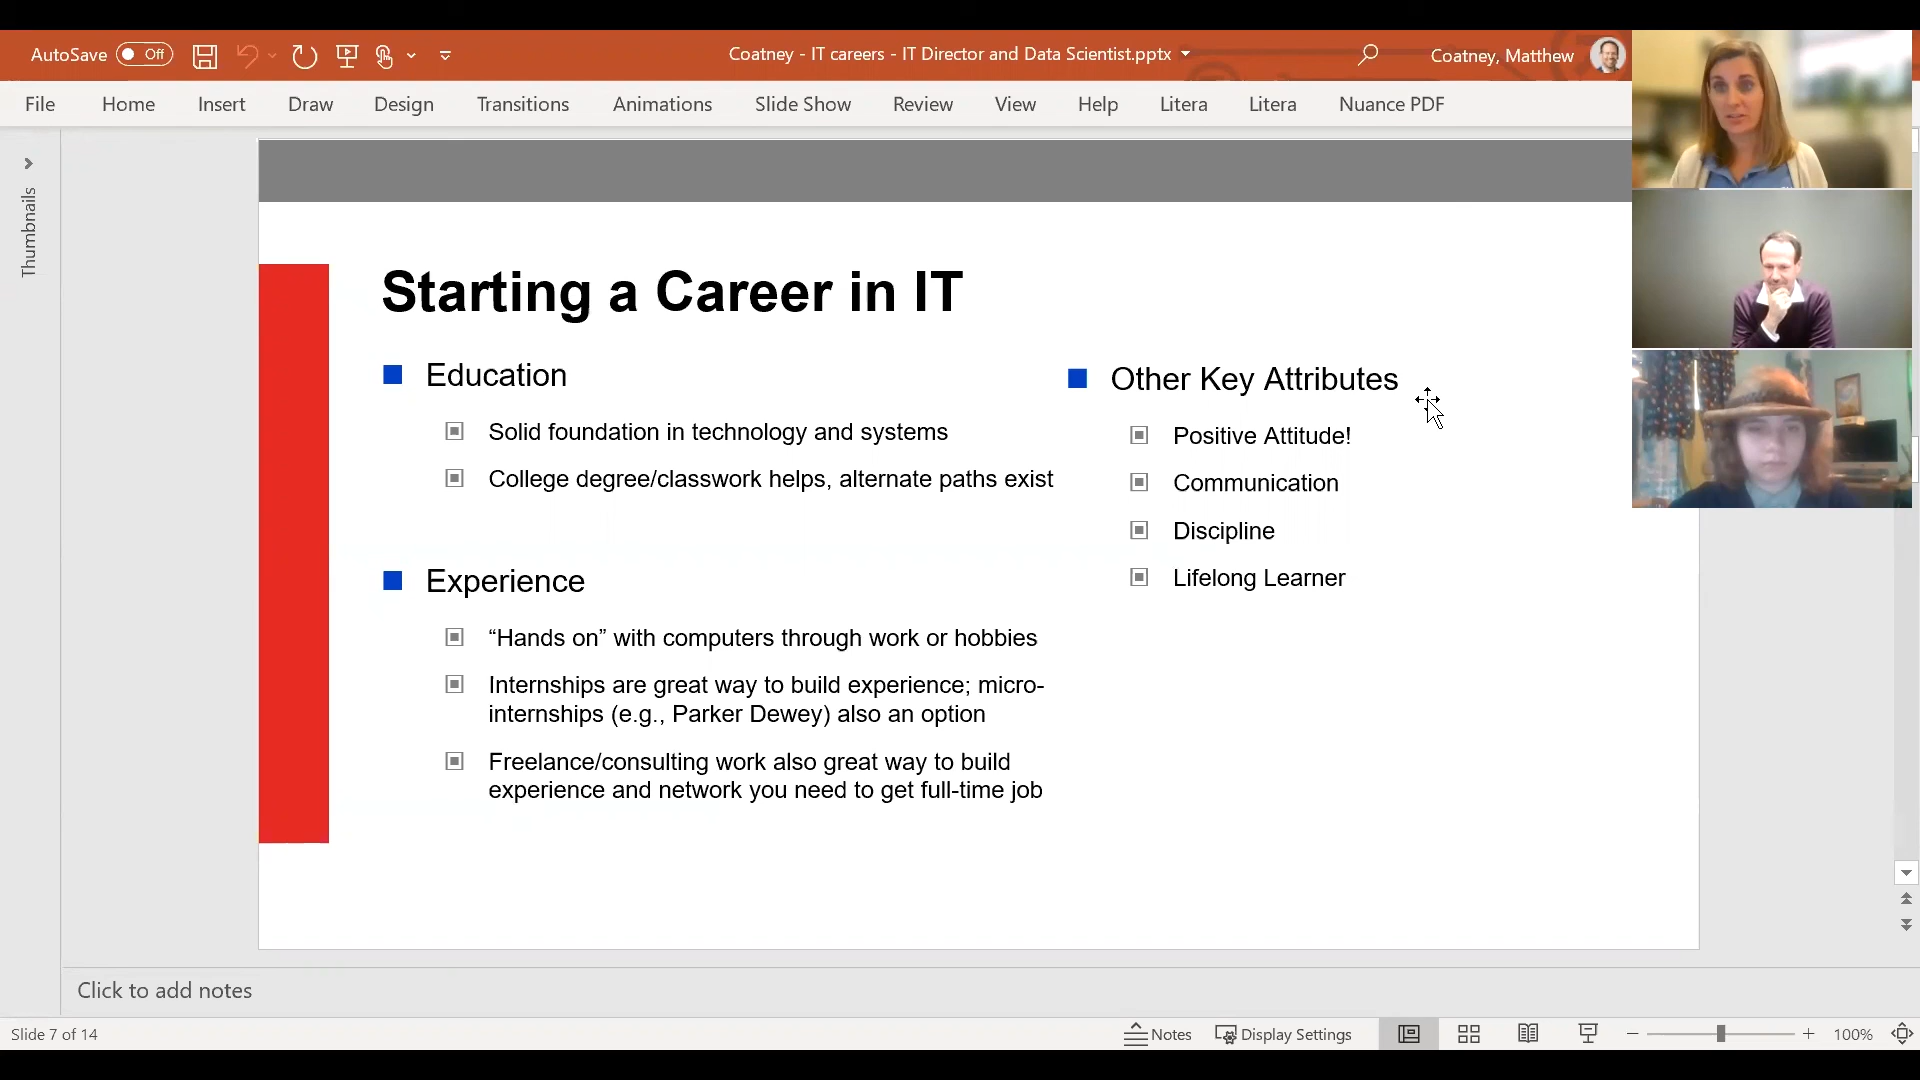 AutoSave Off
Coatney - IT careers - IT Director and Data Scientist.pptx
Coatney, Matthew
File Home Insert Draw Design Transitions Animations Slide Show Review View Help Litera Litera Nuance PDF
Thumbnails
Starting a Career in IT
Education
Solid foundation in technology and systems
College degree/classwork helps, alternate paths exist
Experience
“Hands on” with computers through work or hobbies
Internships are great way to build experience; micro-
internships (e.g., Parker Dewey) also an option
Freelance/consulting work also great way to build
experience and network you need to get full-time job
Other Key Attributes
Positive Attitude!
Communication
Discipline
Lifelong Learner
Click to add notes
Slide 7 of 14
Notes Display Settings 100%